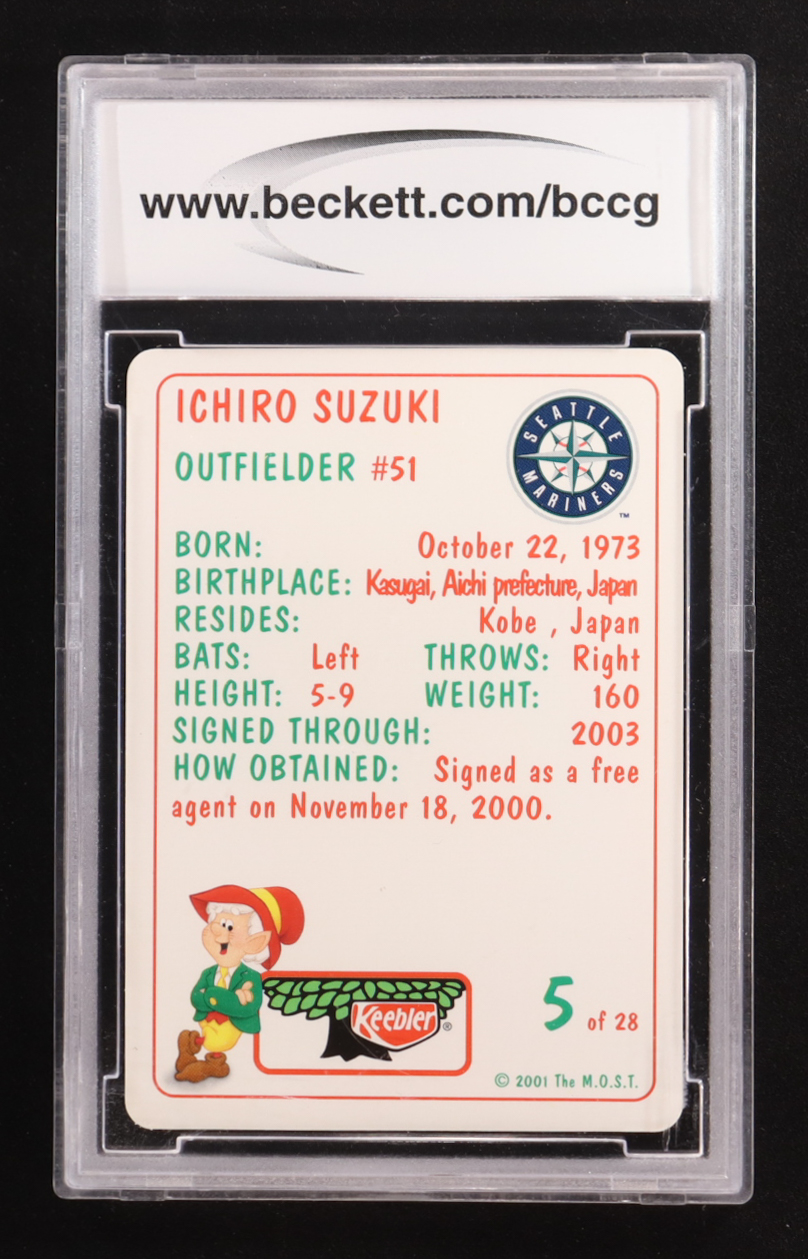 www.beckett.com/bccg
ICHIRO SUZUKI
OUTFIELDER #51
SEATTLE
MARINERS
™
BORN: October 22, 1973
BIRTHPLACE: Kasugai, Aichi prefecture, Japan
RESIDES: Kobe , Japan
BATS: Left THROWS: Right
HEIGHT: 5-9 WEIGHT: 160
SIGNED THROUGH: 2003
HOW OBTAINED: Signed as a free
agent on November 18, 2000.
Keebler ®
5 of 28
© 2001 The M.O.S.T.